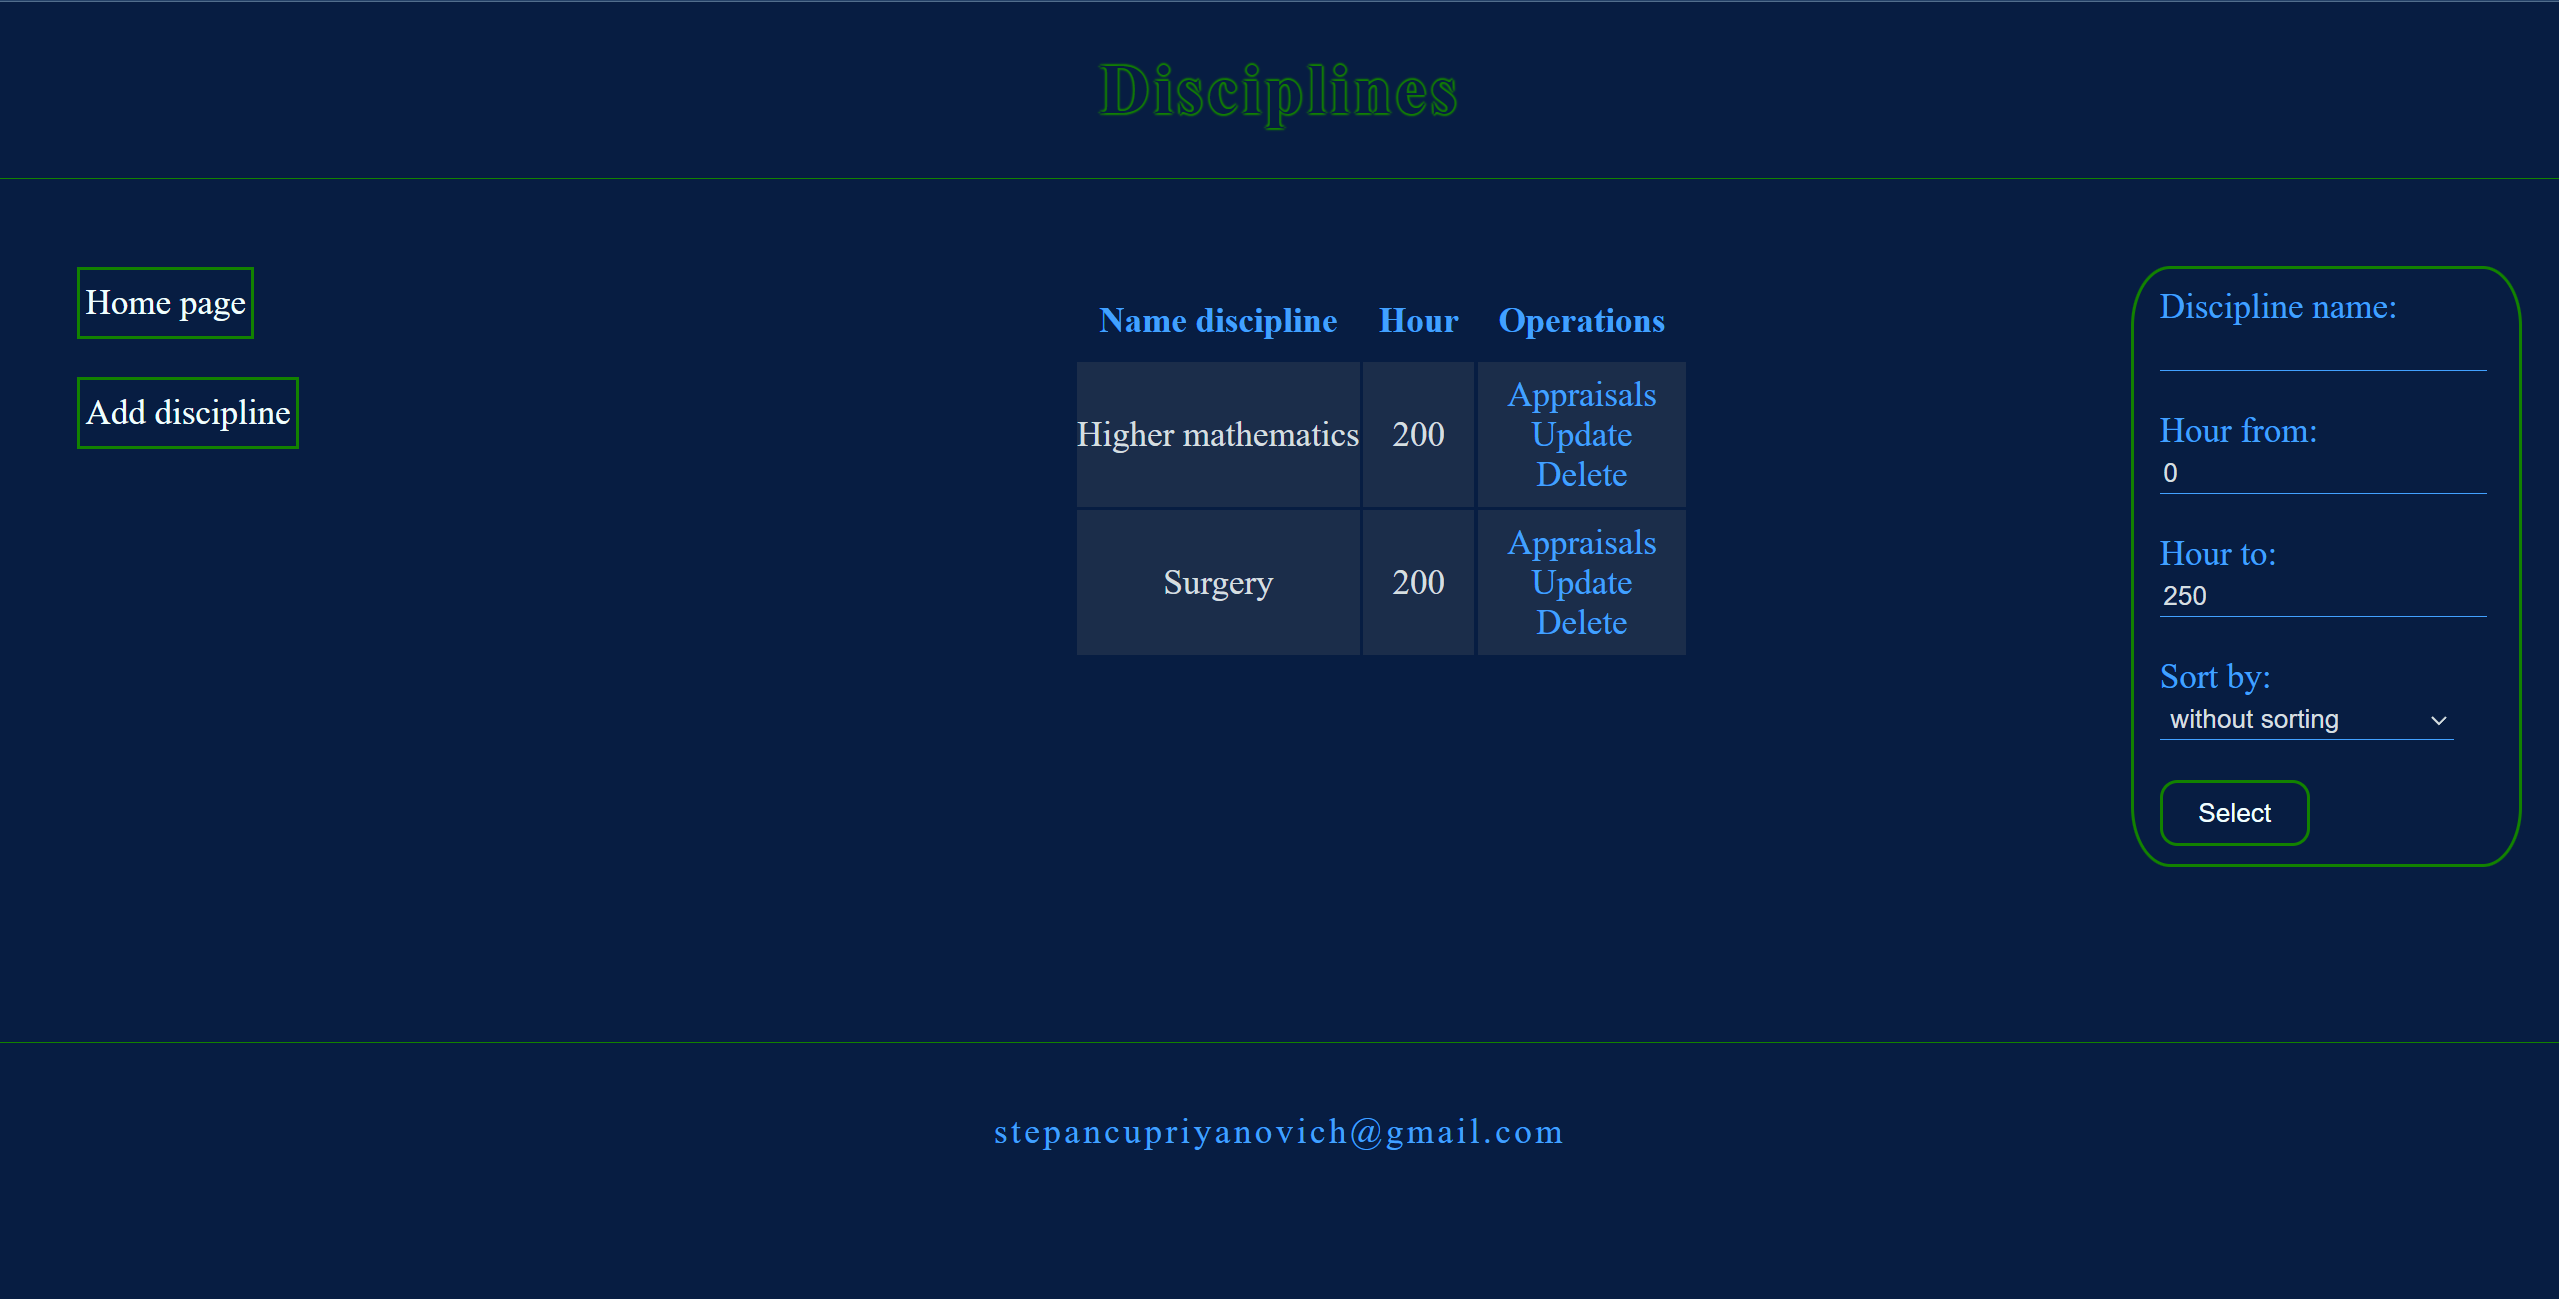 Disciplines
Home page
Add discipline
Name discipline Hour Operations
Higher mathematics 200 Appraisals
Update
Delete
Surgery 200 Appraisals
Update
Delete
Discipline name:
Hour from:
0
Hour to:
250
Sort by:
without sorting
Select
stepancupriyanovich@gmail.com